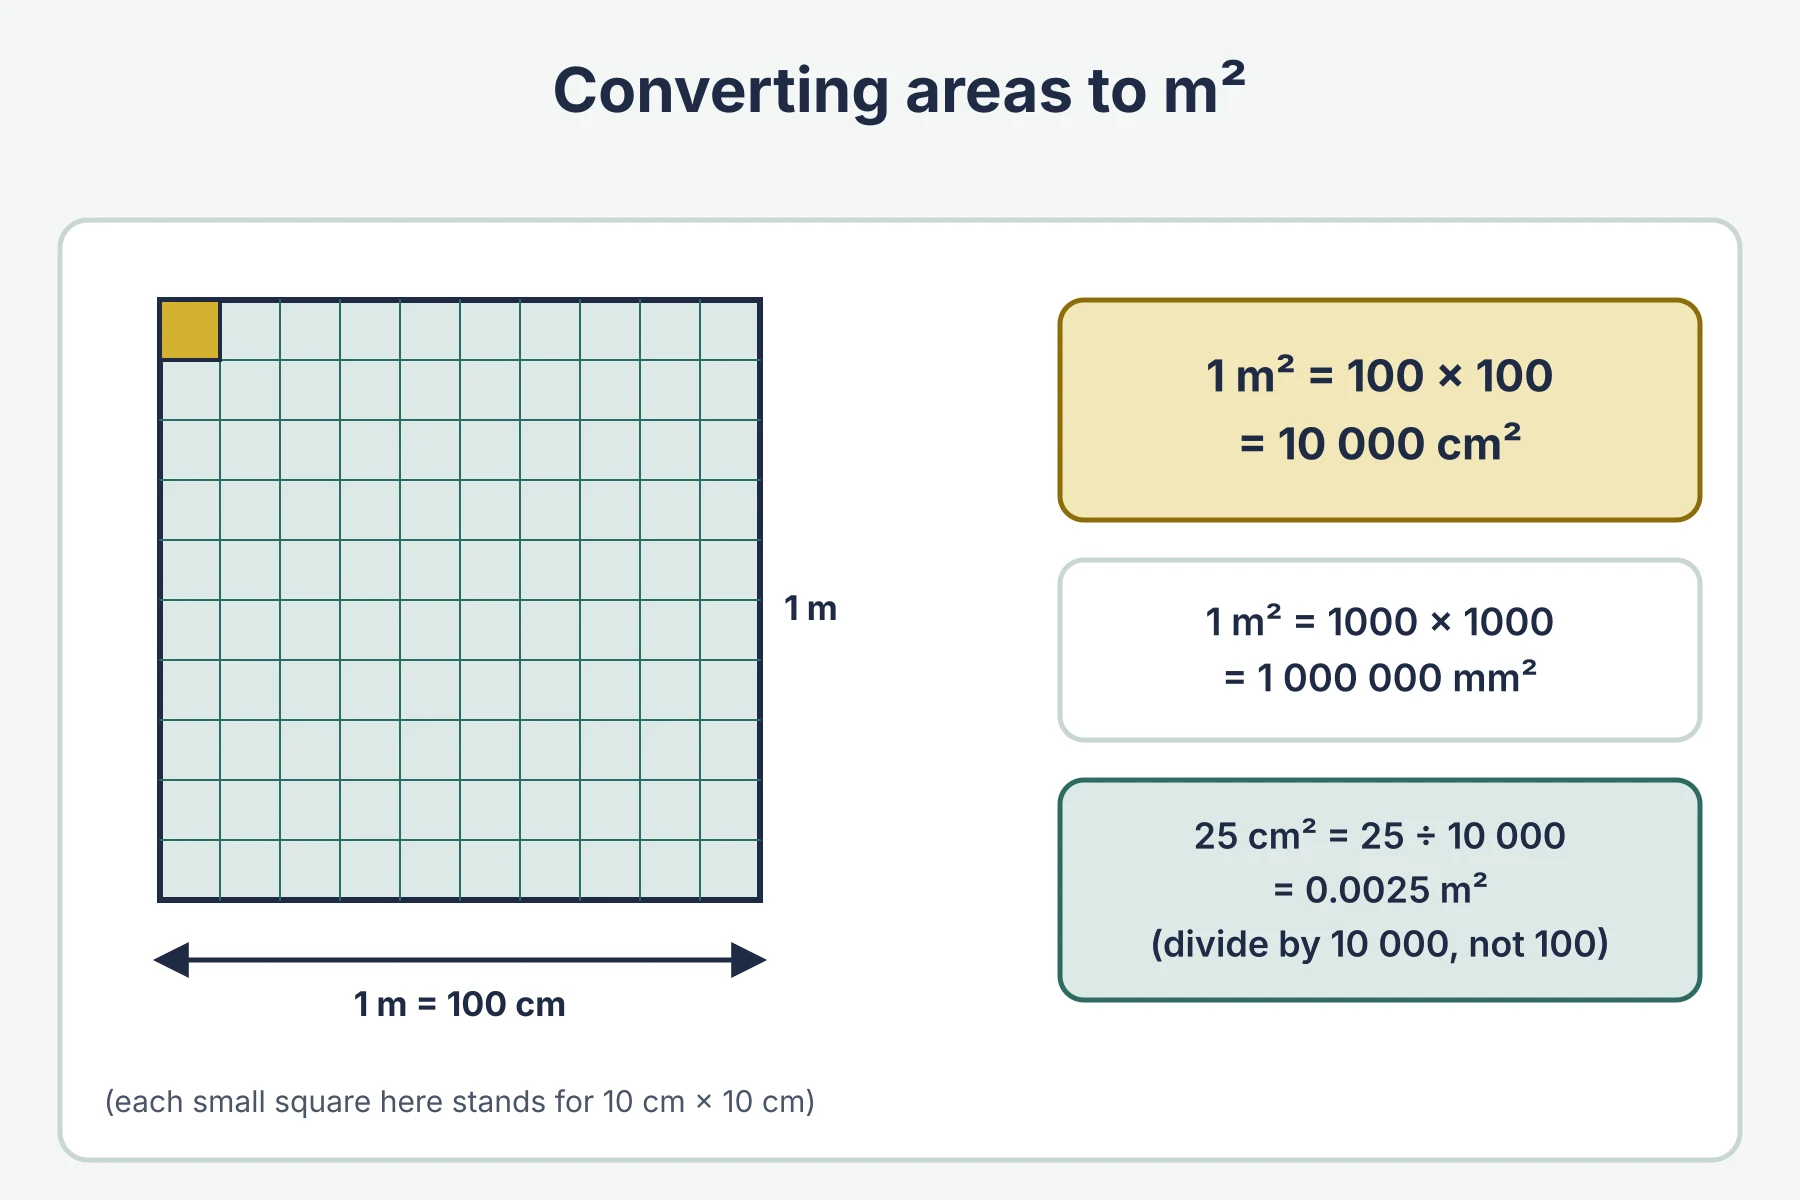 Converting areas to m²
1 m
1 m = 100 cm
(each small square here stands for 10 cm × 10 cm)
1 m² = 100 × 100
= 10 000 cm²
1 m² = 1000 × 1000
= 1 000 000 mm²
25 cm² = 25 ÷ 10 000
= 0.0025 m²
(divide by 10 000, not 100)